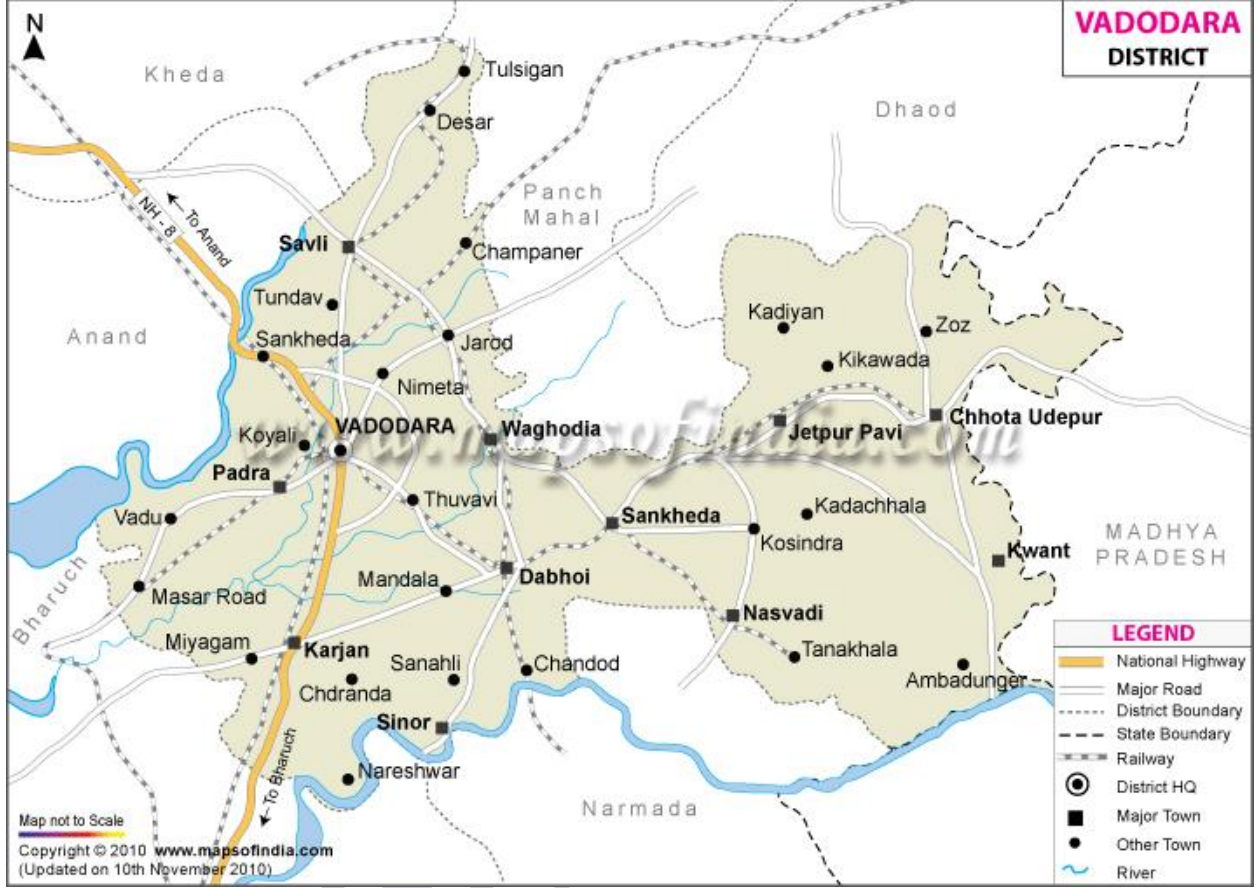 N
VADODARA
DISTRICT
Kheda
Tulsigan
Desar
Dhaod
Panch
Mahal
NH - 8
To Anand
Savli
Champaner
Tundav
Kadiyan
Zoz
Anand
Sankheda
Jarod
Kikawada
Nimeta
Chhota Udepur
VADODARA
Waghodia
Jetpur Pavi
Koyali
www.mapsofindia.com
Padra
Thuvavi
Kadachhala
Vadu
Sankheda
Kosindra
MADHYA
PRADESH
Kwant
Mandala
Dabhoi
Bharuch
Masar Road
Nasvadi
Miyagam
Karjan
Sanahli
Chandod
Tanakhala
Chdranda
Ambadunger
Sinor
Nareshwar
To Bharuch
Narmada
LEGEND
National Highway
Major Road
District Boundary
State Boundary
Railway
District HQ
Major Town
Other Town
River
Map not to Scale
Copyright © 2010 www.mapsofindia.com
(Updated on 10th November 2010)